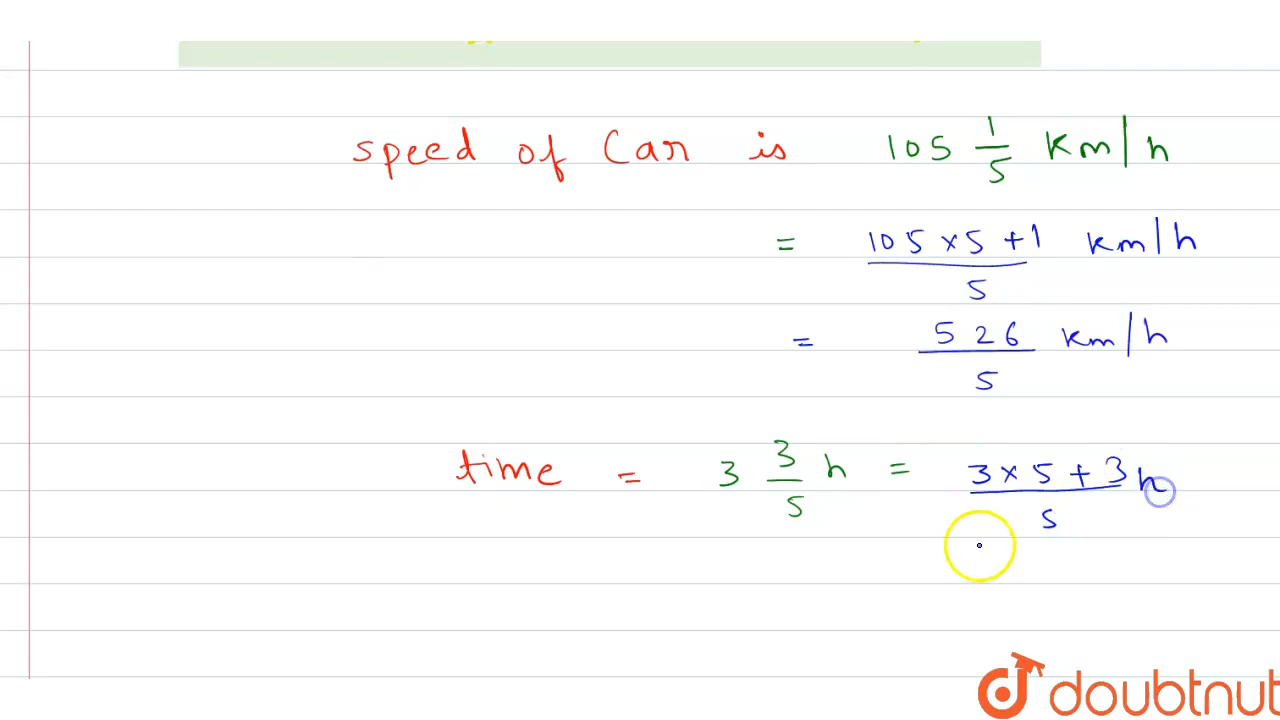 speed of Car is 105 1/5 Km/h
= 105 × 5 + 1 / 5 km/h
= 526 / 5 km/h
time = 3 3/5 h = 3 × 5 + 3 / 5 h
doubtnut